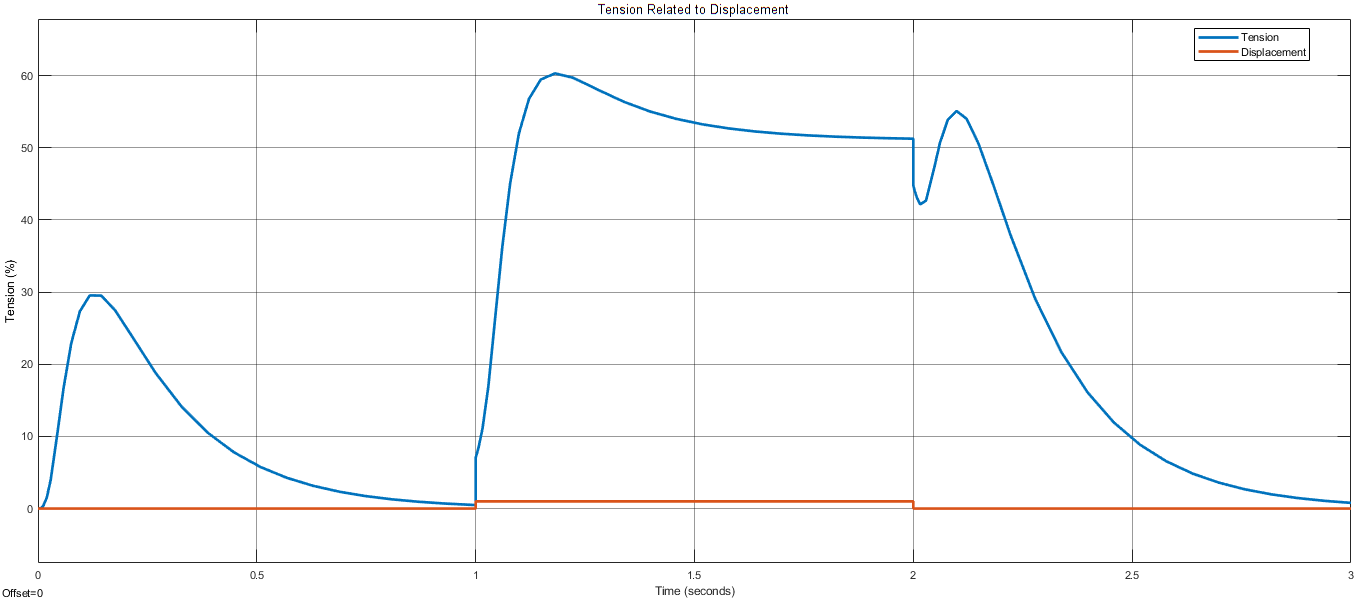 Tension Related to Displacement
Tension
Displacement
60
50
40
30
20
10
0
Tension (%)
0
0.5
1
1.5
2
2.5
3
Time (seconds)
Offset=0